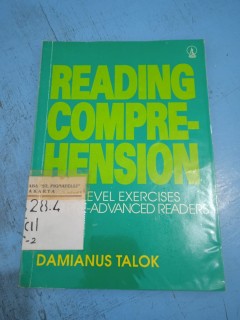 READING
COMPRE-
HENSION
LEVEL EXERCISES
-ADVANCED READERS
28.4
DAMIANUS TALOK